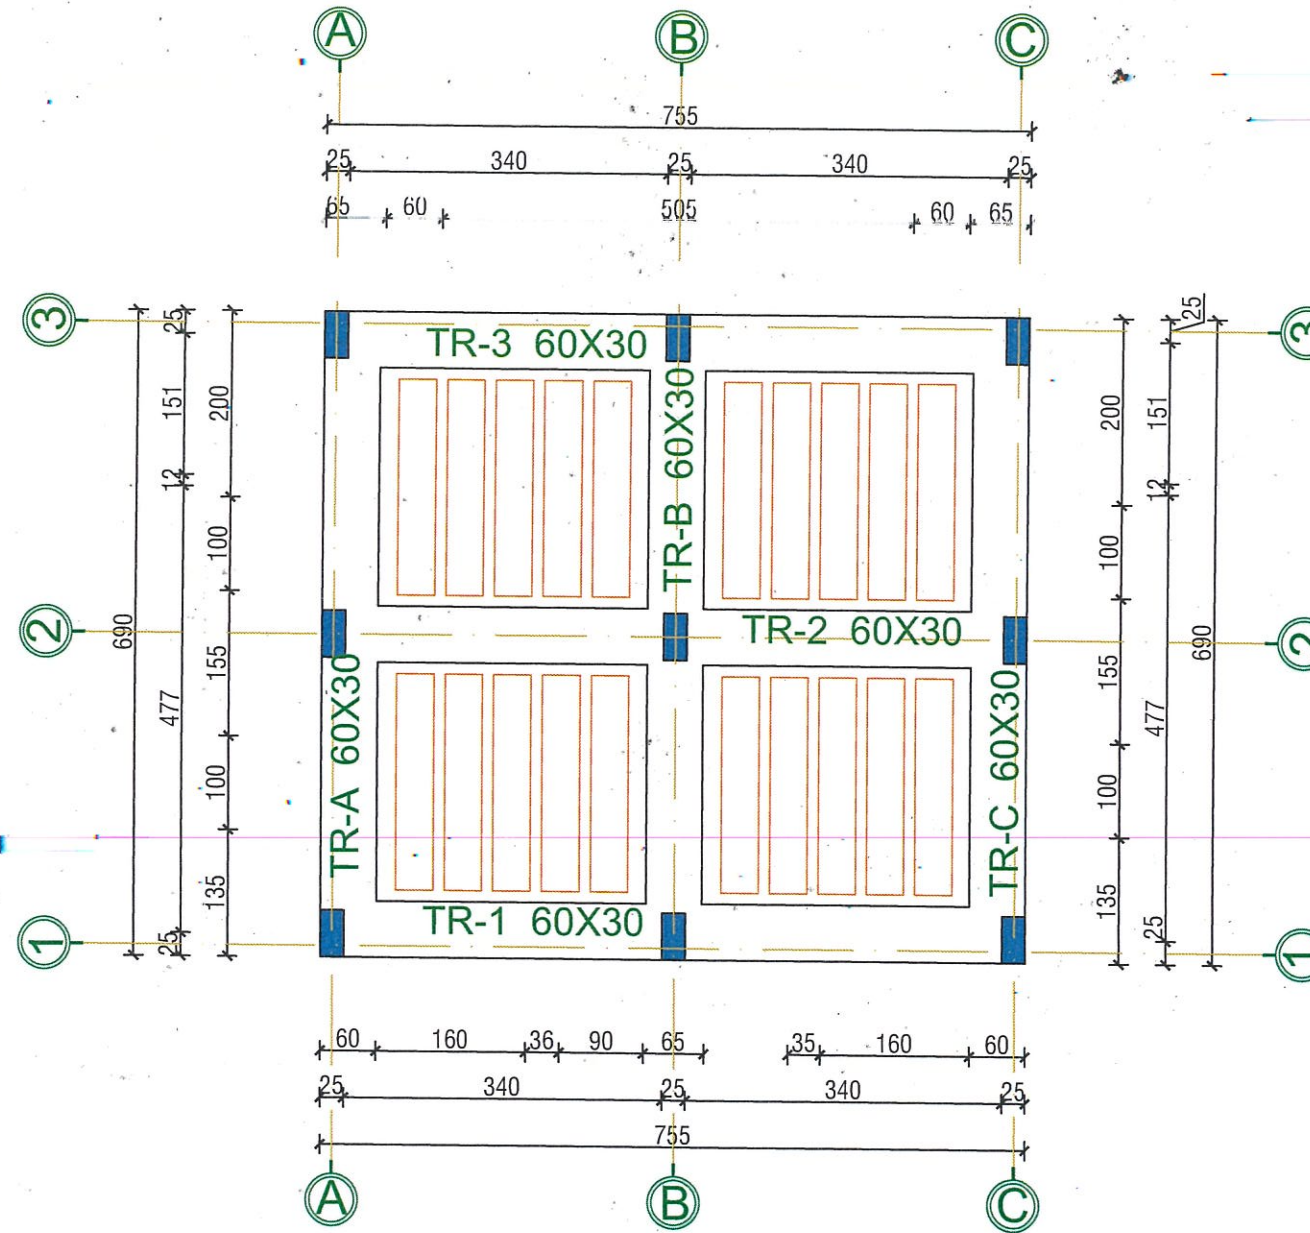 A B C
755
25 340 25 340 25
65 60 505 60 65
3 25 25 3
TR-3 60X30
151 200 200 151
12 12
TR-B 60X30
100 100
2 2
690 690
TR-2 60X30
155 155
477 477
TR-A 60X30
TR-C 60X30
100 100
135 135
TR-1 60X30
1 25 25 1
60 160 36 90 65 35 160 60
25 340 25 340 25
755
A B C